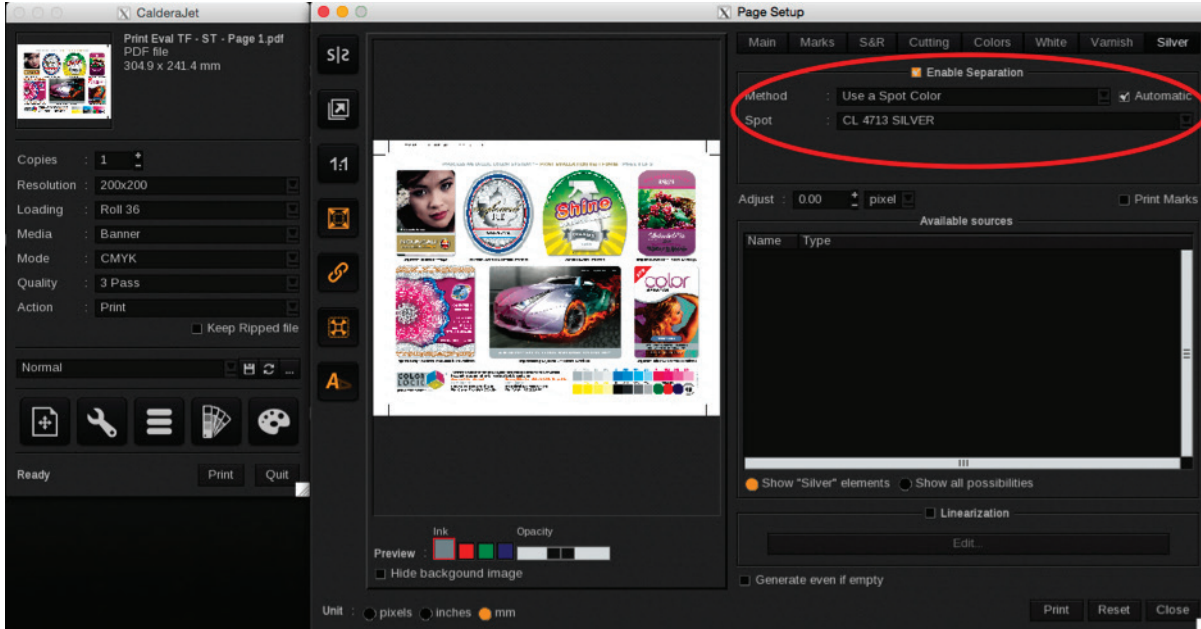 CalderaJet
Print Eval TF - ST - Page 1.pdf
PDF file
304.9 x 241.4 mm
Copies : 1
Resolution : 200x200
Loading : Roll 36
Media : Banner
Mode : CMYK
Quality : 3 Pass
Action : Print
Keep Ripped file
Normal
...
Ready Print Quit
Page Setup
S|S
1:1
A
Shine
color
COLOR
LOGIC
Ink Opacity
Preview :
Hide backgound image
Unit : pixels inches mm
Main Marks S&R Cutting Colors White Varnish Silver
Enable Separation
Method : Use a Spot Color Automatic
Spot : CL 4713 SILVER
Adjust : 0.00 pixel Print Marks
Available sources
Name Type
Show "Silver" elements Show all possibilities
Linearization
Edit...
Generate even if empty
Print Reset Close